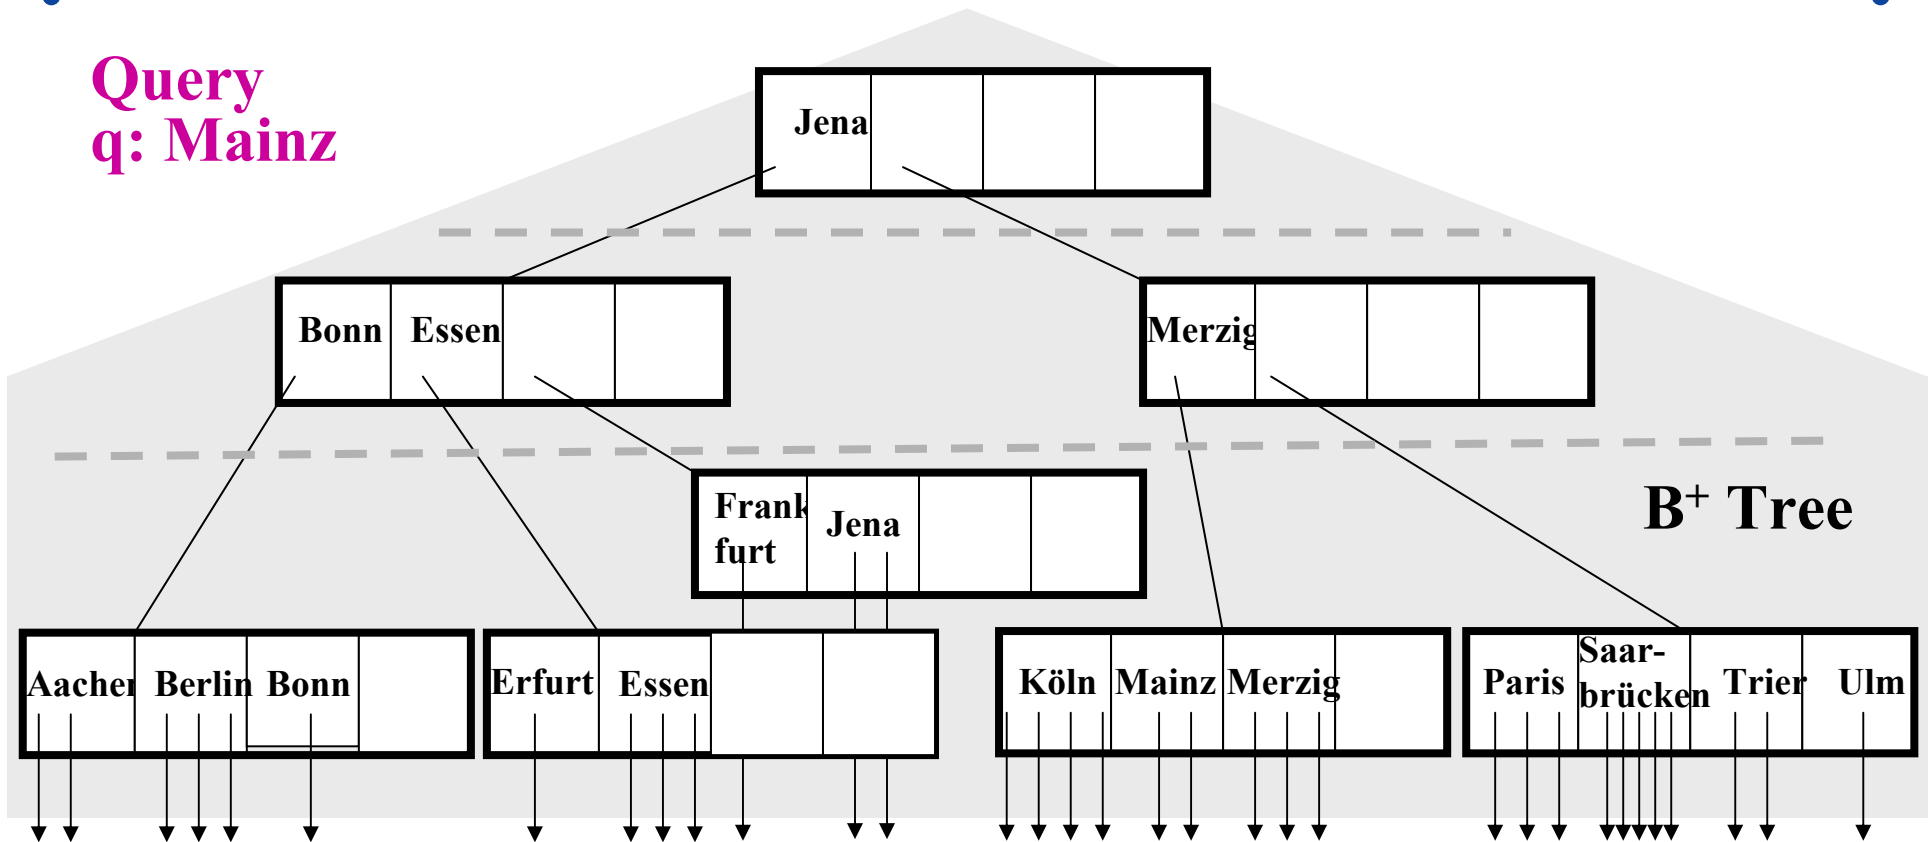 Query
q: Mainz
Jena
Bonn Essen
Merzig
Frank
furt
Jena
B+ Tree
Aachen Berlin Bonn
Erfurt Essen
Köln Mainz Merzig
Paris
Saar-
brücken
Trier Ulm